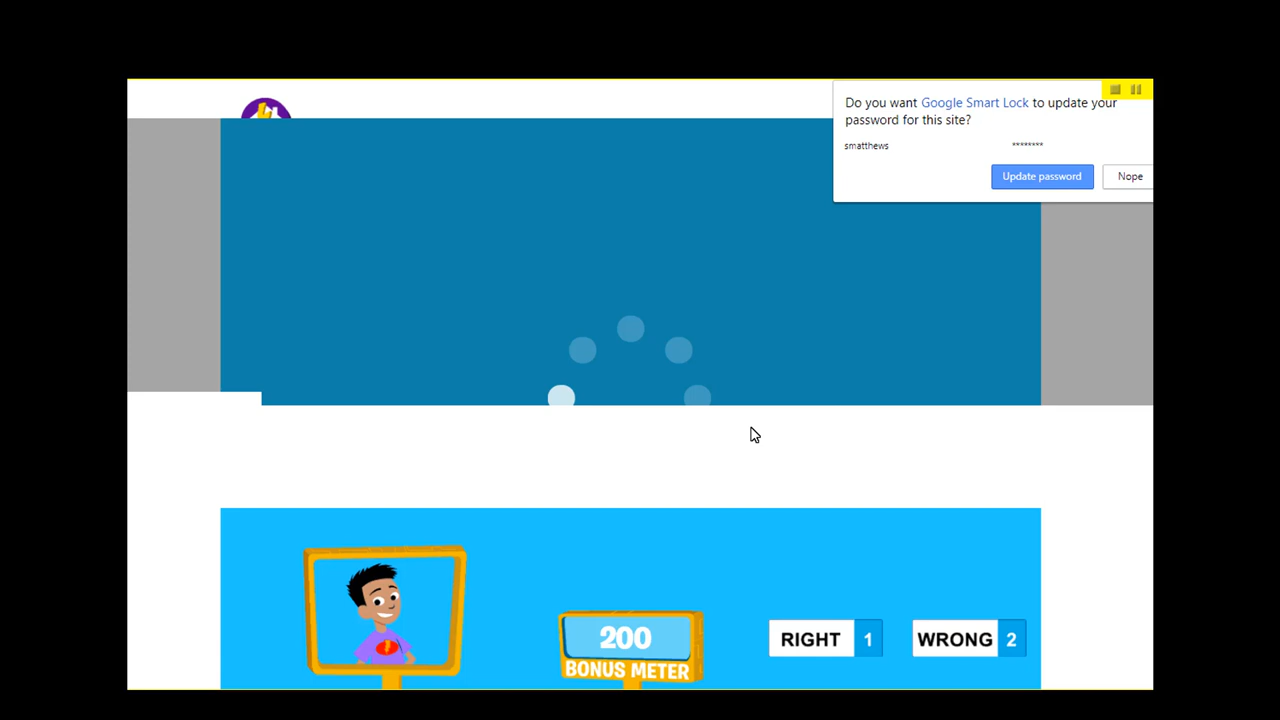 Do you want Google Smart Lock to update your
password for this site?
smatthews ********
Update password Nope
200
BONUS METER
RIGHT 1 WRONG 2